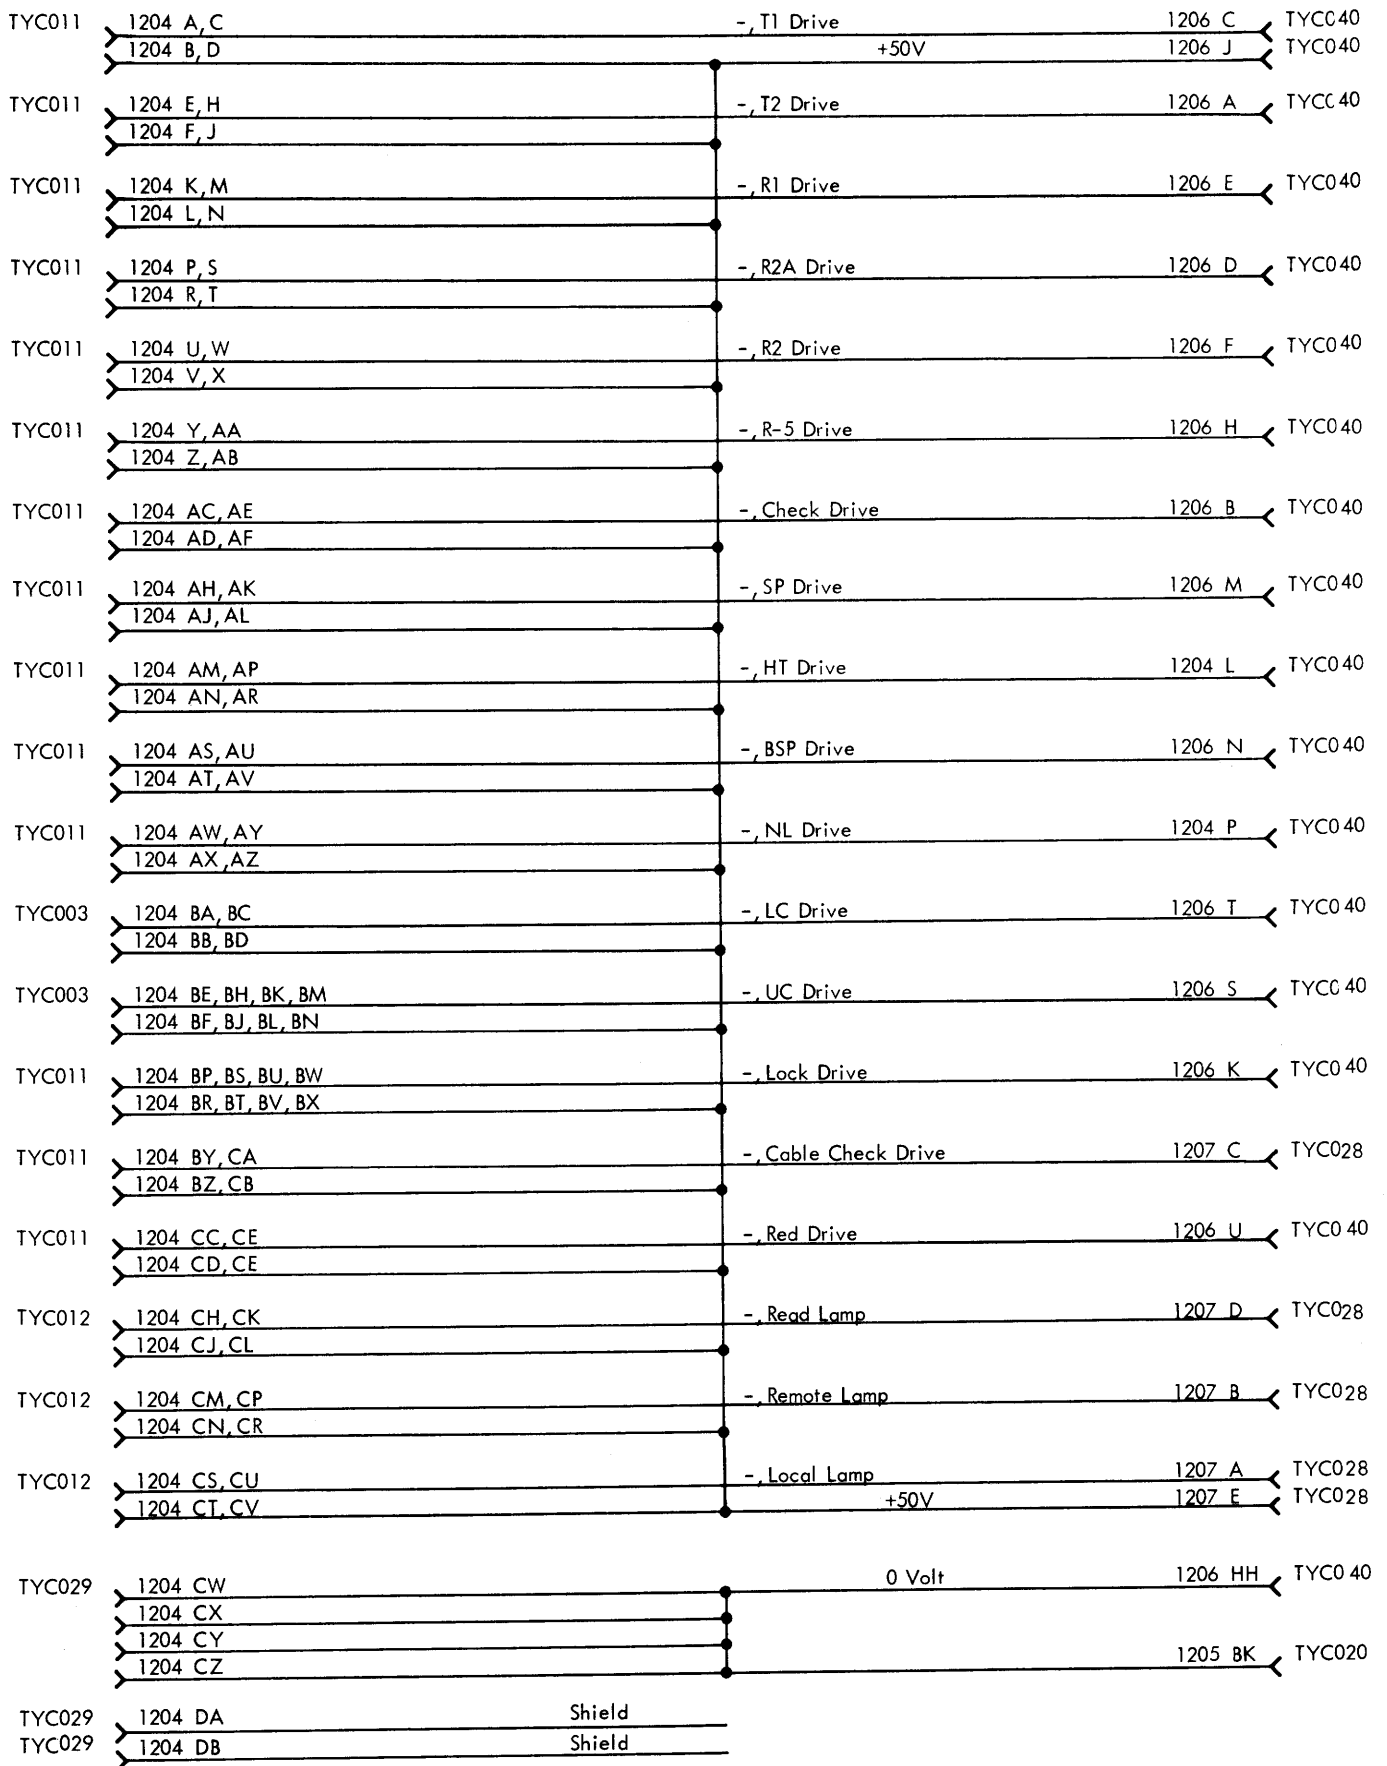 TYC011 1204 A,C -,T1 Drive 1206 C TYC040
1204 B,D +50V 1206 J TYC040
TYC011 1204 E,H -,T2 Drive 1206 A TYC040
1204 F,J
TYC011 1204 K,M -,R1 Drive 1206 E TYC040
1204 L,N
TYC011 1204 P,S -,R2A Drive 1206 D TYC040
1204 R,T
TYC011 1204 U,W -,R2 Drive 1206 F TYC040
1204 V,X
TYC011 1204 Y,AA -,R-5 Drive 1206 H TYC040
1204 Z,AB
TYC011 1204 AC,AE -,Check Drive 1206 B TYC040
1204 AD,AF
TYC011 1204 AH,AK -,SP Drive 1206 M TYC040
1204 AJ,AL
TYC011 1204 AM,AP -,HT Drive 1204 L TYC040
1204 AN,AR
TYC011 1204 AS,AU -,BSP Drive 1206 N TYC040
1204 AT,AV
TYC011 1204 AW,AY -,NL Drive 1204 P TYC040
1204 AX,AZ
TYC003 1204 BA,BC -,LC Drive 1206 T TYC040
1204 BB,BD
TYC003 1204 BE,BH,BK,BM -,UC Drive 1206 S TYC040
1204 BF,BJ,BL,BN
TYC011 1204 BP,BS,BU,BW -,Lock Drive 1206 K TYC040
1204 BR,BT,BV,BX
TYC011 1204 BY,CA -,Cable Check Drive 1207 C TYC028
1204 BZ,CB
TYC011 1204 CC,CE -,Red Drive 1206 U TYC040
1204 CD,CE
TYC012 1204 CH,CK -,Read Lamp 1207 D TYC028
1204 CJ,CL
TYC012 1204 CM,CP -,Remote Lamp 1207 B TYC028
1204 CN,CR
TYC012 1204 CS,CU -,Local Lamp 1207 A TYC028
1204 CT,CV +50V 1207 E TYC028
TYC029 1204 CW 0 Volt 1206 HH TYC040
1204 CX
1204 CY
1204 CZ 1205 BK TYC020
TYC029 1204 DA Shield
TYC029 1204 DB Shield